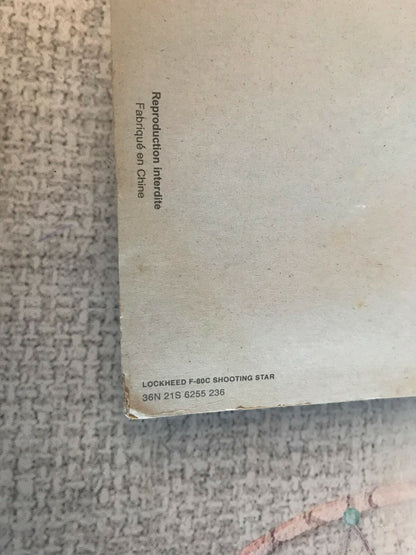 Reproduction interdite
Fabriqué en Chine
LOCKHEED F-80C SHOOTING STAR
36N 21S 6255 236